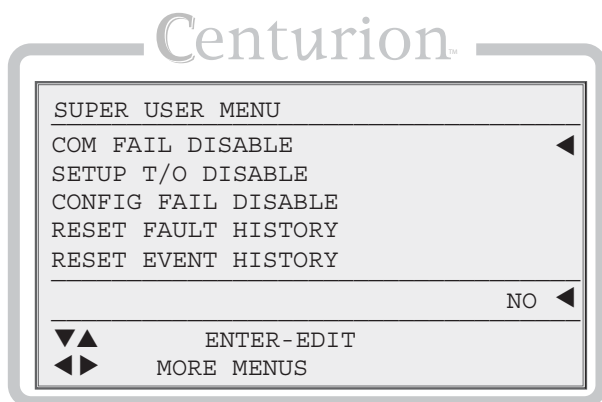 Centurion™
SUPER USER MENU
COM FAIL DISABLE ◀
SETUP T/O DISABLE
CONFIG FAIL DISABLE
RESET FAULT HISTORY
RESET EVENT HISTORY
NO ◀
▼▲ ENTER-EDIT
◀▶ MORE MENUS